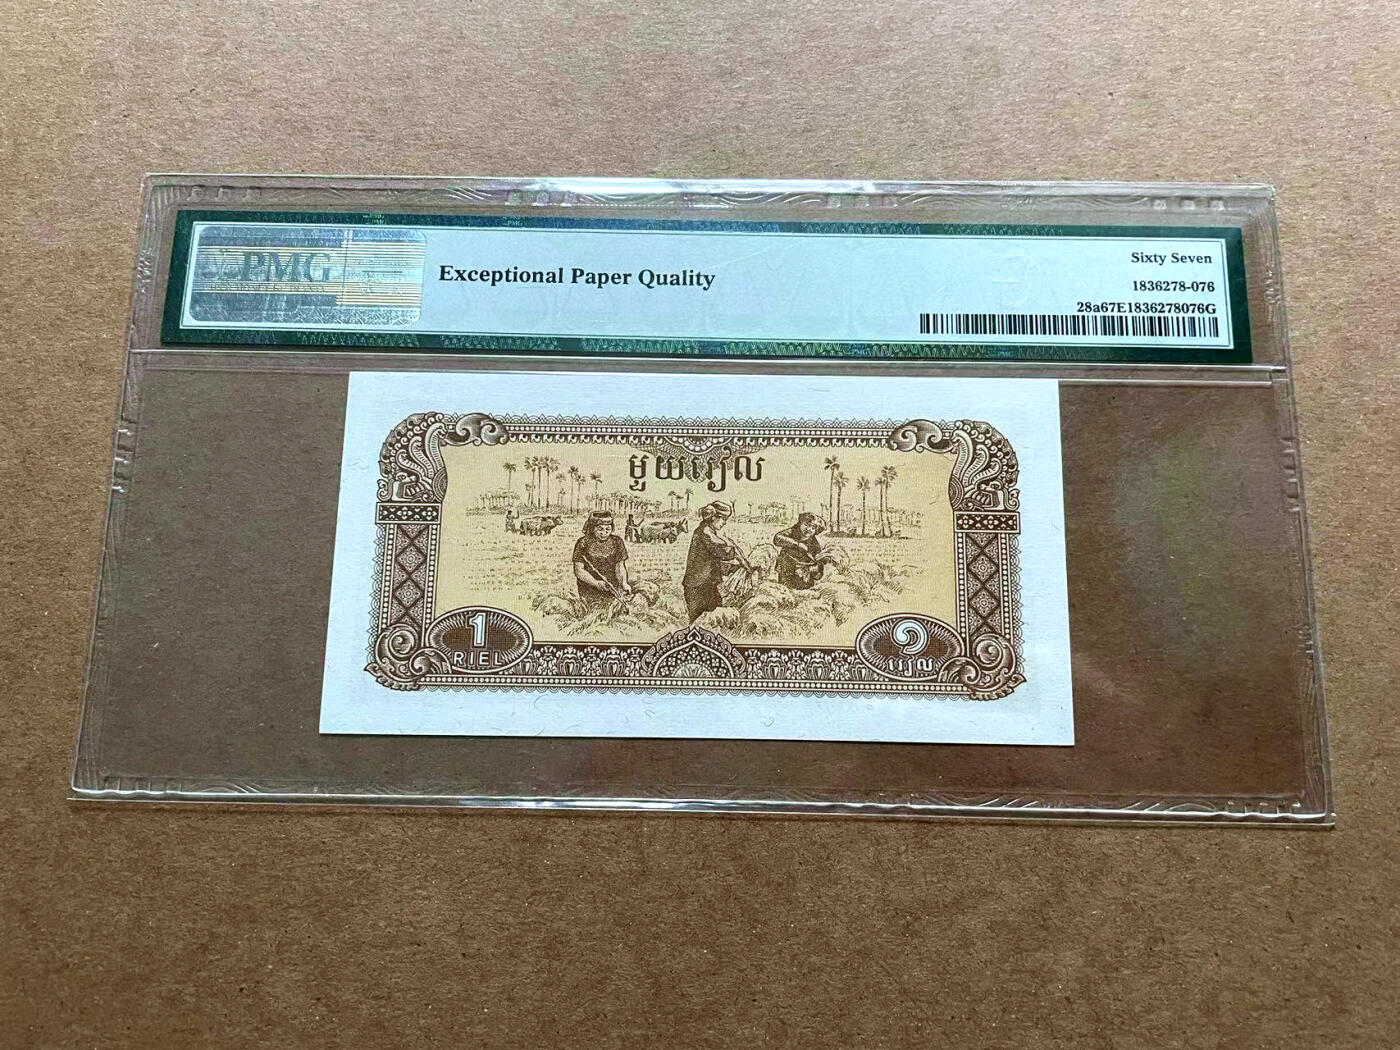 PMG
Exceptional Paper Quality
Sixty Seven
1836278-076
28a67E1836278076G
មួយរៀល
1
RIEL
១
រៀល